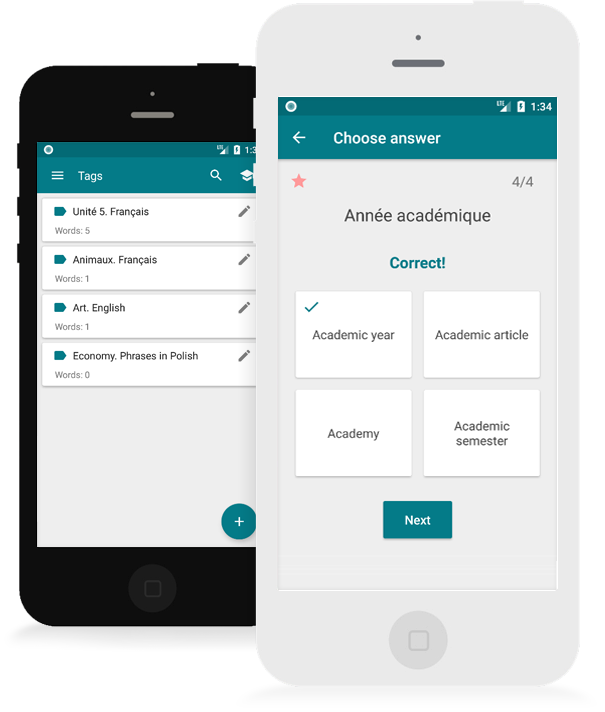 1:3
Tags
Unité 5. Français
Words: 5
Animaux. Français
Words: 1
Art. English
Words: 1
Economy. Phrases in Polish
Words: 0
+
LTE 1:34
Choose answer
4/4
Année académique
Correct!
Academic year
Academic article
Academy
Academic
semester
Next